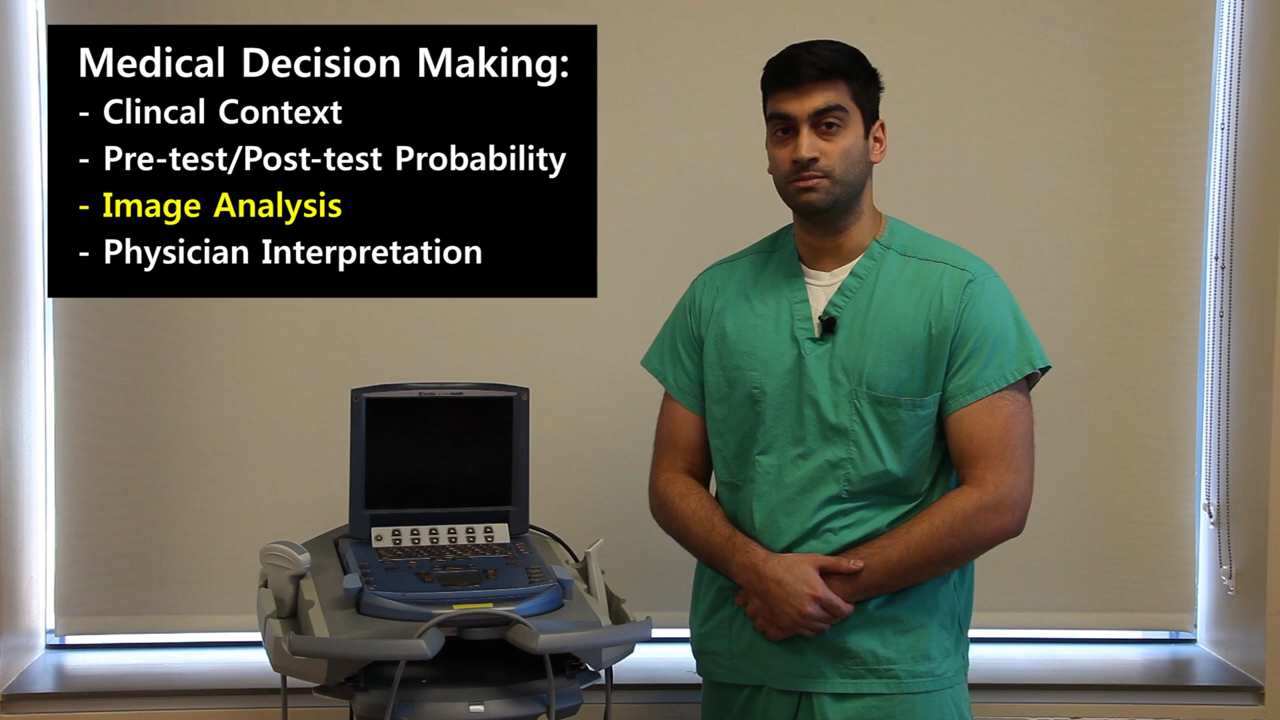 Medical Decision Making:
- Clincal Context
- Pre-test/Post-test Probability
- Image Analysis
- Physician Interpretation